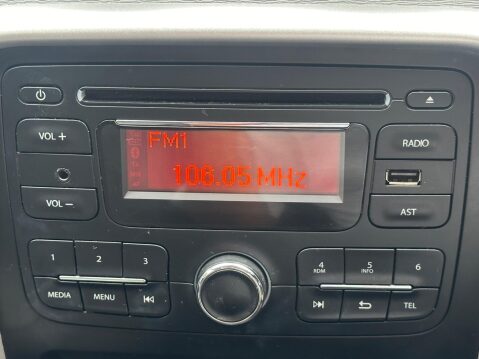 FM1
106.05 MHz
VOL +
VOL –
RADIO
AST
1 2 3
MEDIA MENU
4 5 6
RDM INFO
TEL